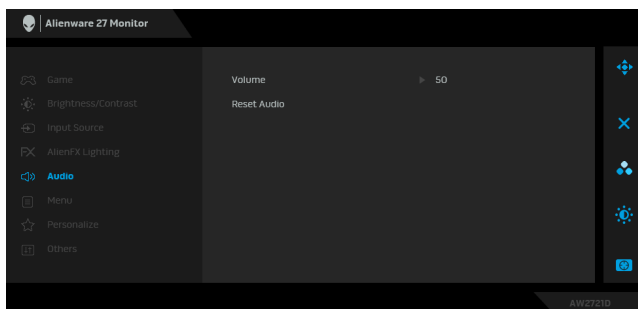 Alienware 27 Monitor
Game
Brightness/Contrast
Input Source
FX AlienFX Lighting
Audio
Menu
Personalize
Others
Volume 50
Reset Audio
AW2721D